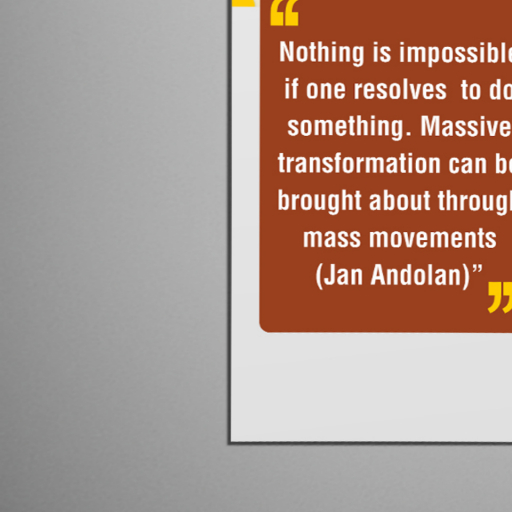 “
Nothing is impossible
if one resolves to do
something. Massive
transformation can be
brought about through
mass movements
(Jan Andolan)”
”